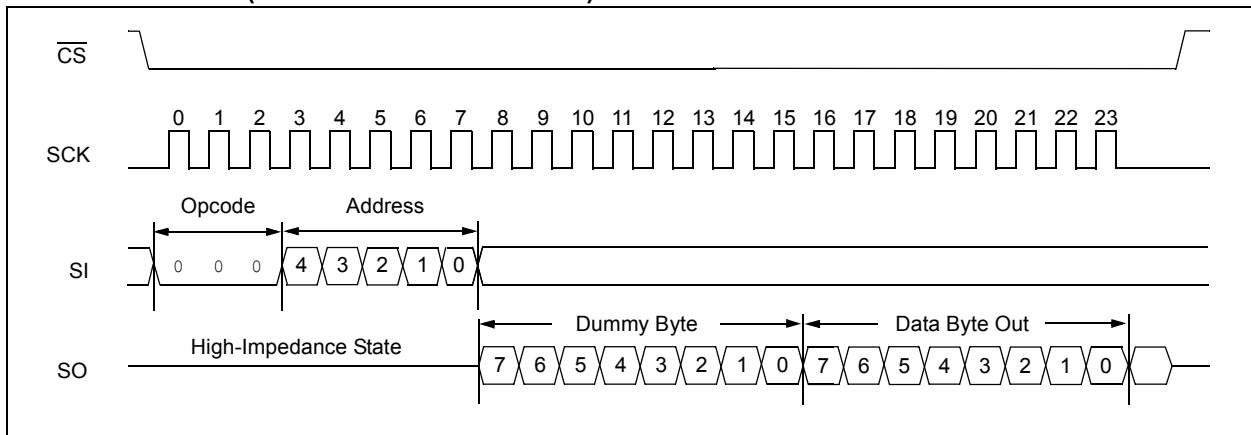 CS
0 1 2 3 4 5 6 7 8 9 10 11 12 13 14 15 16 17 18 19 20 21 22 23
SCK
Opcode Address
SI 0 0 0 4 3 2 1 0
Dummy Byte Data Byte Out
High-Impedance State
SO 7 6 5 4 3 2 1 0 7 6 5 4 3 2 1 0